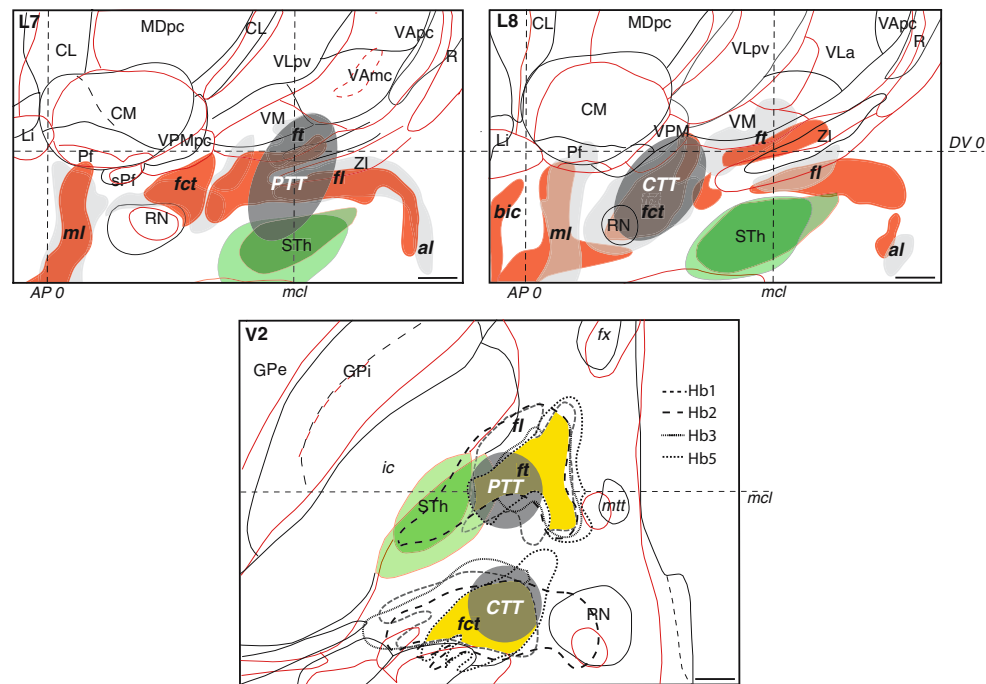 L7
CL
MDpc
CL
VApc
VLpv
VAmc
R
CM
VM
Li
VPMpc
ft
Pf
ZI
sPf
fct
PTT
fl
RN
ml
STh
al
AP 0
mcl
L8
CL
MDpc
VApc
VLpv
VLa
R
CM
VM
Li
VPM
ft
ZI
DV 0
Pf
CTT
fl
bic
fct
RN
ml
STh
al
AP 0
mcl
V2
fx
GPe
GPi
Hb1
Hb2
Hb3
Hb5
fl
ic
ft
PTT
STh
mtt
mcl
CTT
RN
fct